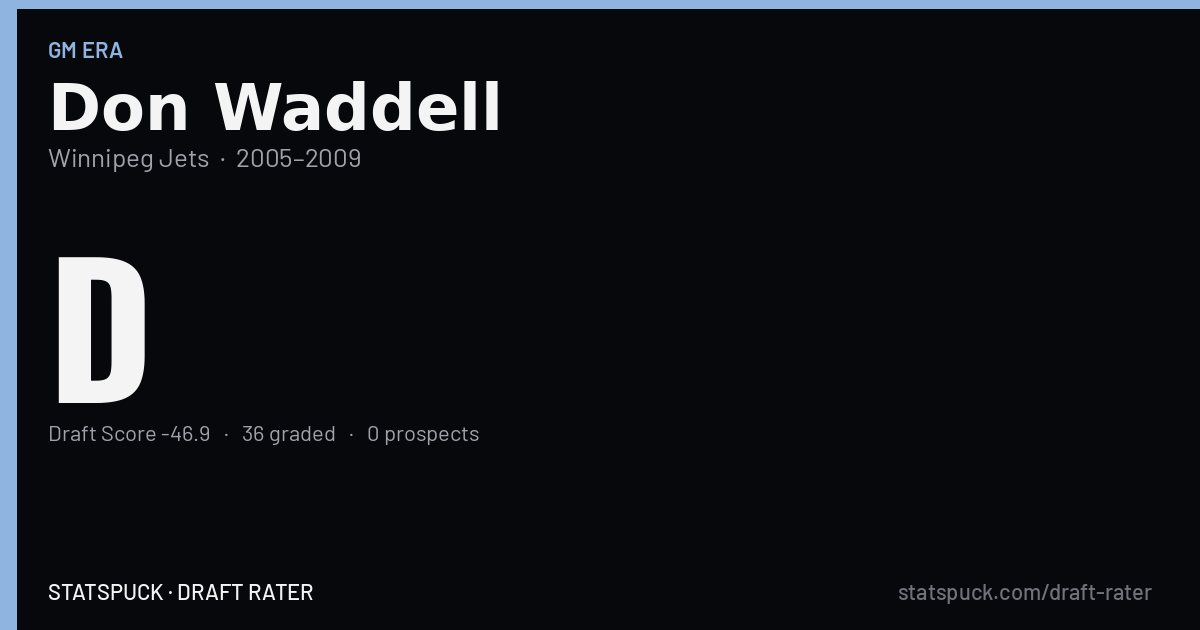 GM ERA
Don Waddell
Winnipeg Jets · 2005–2009
D
Draft Score -46.9 · 36 graded · 0 prospects
STATSPUCK · DRAFT RATER
statspuck.com/draft-rater